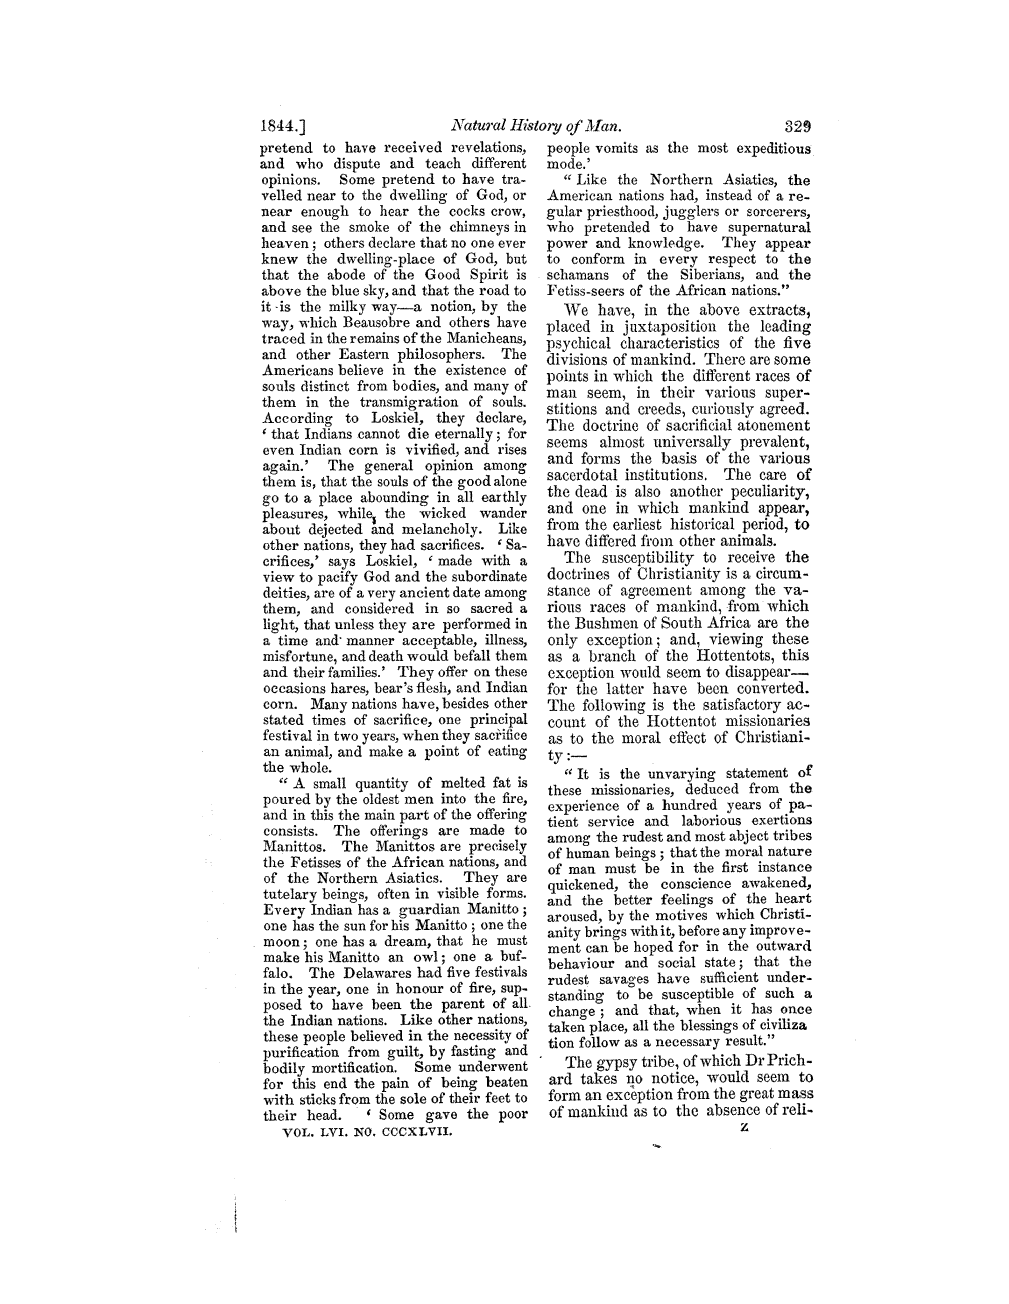 1844.] Natural History of Man. 329
pretend to have received revelations,
and who dispute and teach different
opinions. Some pretend to have tra-
velled near to the dwelling of God, or
near enough to hear the cocks crow,
and see the smoke of the chimneys in
heaven; others declare that no one ever
knew the dwelling-place of God, but
that the abode of the Good Spirit is
above the blue sky, and that the road to
it is the milky way—a notion, by the
way, which Beausobre and others have
traced in the remains of the Manicheans,
and other Eastern philosophers. The
Americans believe in the existence of
souls distinct from bodies, and many of
them in the transmigration of souls.
According to Loskiel, they declare,
‘ that Indians cannot die eternally; for
even Indian corn is vivified, and rises
again.’ The general opinion among
them is, that the souls of the good alone
go to a place abounding in all earthly
pleasures, while, the wicked wander
about dejected and melancholy. Like
other nations, they had sacrifices. ‘ Sa-
crifices,’ says Loskiel, ‘ made with a
view to pacify God and the subordinate
deities, are of a very ancient date among
them, and considered in so sacred a
light, that unless they are performed in
a time and manner acceptable, illness,
misfortune, and death would befall them
and their families.’ They offer on these
occasions hares, bear's flesh, and Indian
corn. Many nations have, besides other
stated times of sacrifice, one principal
festival in two years, when they sacrifice
an animal, and make a point of eating
the whole.
“ A small quantity of melted fat is
poured by the oldest men into the fire,
and in this the main part of the offering
consists. The offerings are made to
Manittos. The Manittos are precisely
the Fetisses of the African nations, and
of the Northern Asiatics. They are
tutelary beings, often in visible forms.
Every Indian has a guardian Manitto;
one has the sun for his Manitto; one the
moon; one has a dream, that he must
make his Manitto an owl; one a buf-
falo. The Delawares had five festivals
in the year, one in honour of fire, sup-
posed to have been the parent of all
the Indian nations. Like other nations,
these people believed in the necessity of
purification from guilt, by fasting and
bodily mortification. Some underwent
for this end the pain of being beaten
with sticks from the sole of their feet to
their head. ‘ Some gave the poor
VOL. LVI. NO. CCCXLVII.
people vomits as the most expeditious
mode.’
“ Like the Northern Asiatics, the
American nations had, instead of a re-
gular priesthood, jugglers or sorcerers,
who pretended to have supernatural
power and knowledge. They appear
to conform in every respect to the
schamans of the Siberians, and the
Fetiss-seers of the African nations.”
We have, in the above extracts,
placed in juxtaposition the leading
psychical characteristics of the five
divisions of mankind. There are some
points in which the different races of
man seem, in their various super-
stitions and creeds, curiously agreed.
The doctrine of sacrificial atonement
seems almost universally prevalent,
and forms the basis of the various
sacerdotal institutions. The care of
the dead is also another peculiarity,
and one in which mankind appear,
from the earliest historical period, to
have differed from other animals.
The susceptibility to receive the
doctrines of Christianity is a circum-
stance of agreement among the va-
rious races of mankind, from which
the Bushmen of South Africa are the
only exception; and, viewing these
as a branch of the Hottentots, this
exception would seem to disappear—
for the latter have been converted.
The following is the satisfactory ac-
count of the Hottentot missionaries
as to the moral effect of Christiani-
ty:—
“ It is the unvarying statement of
these missionaries, deduced from the
experience of a hundred years of pa-
tient service and laborious exertions
among the rudest and most abject tribes
of human beings; that the moral nature
of man must be in the first instance
quickened, the conscience awakened,
and the better feelings of the heart
aroused, by the motives which Christi-
anity brings with it, before any improve-
ment can be hoped for in the outward
behaviour and social state; that the
rudest savages have sufficient under-
standing to be susceptible of such a
change; and that, when it has once
taken place, all the blessings of civiliza
tion follow as a necessary result.”
The gypsy tribe, of which Dr Prich-
ard takes no notice, would seem to
form an exception from the great mass
of mankind as to the absence of reli-
Z